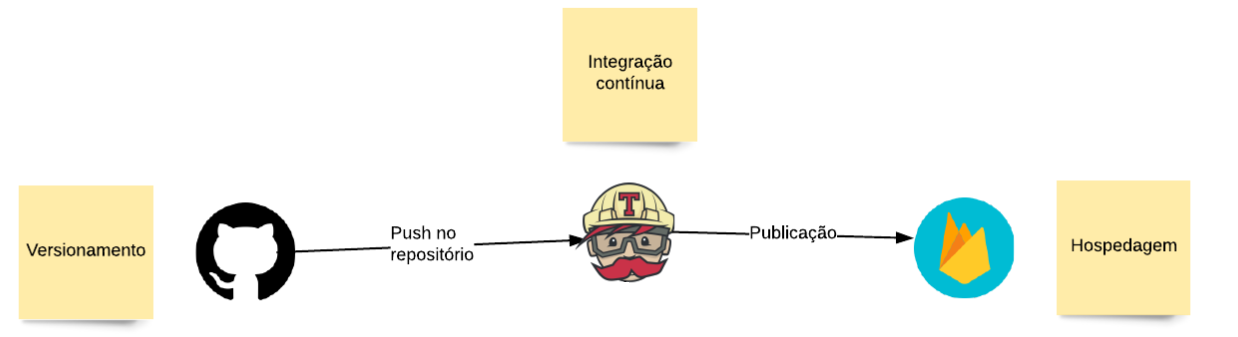 Integração
contínua
Versionamento
Push no
repositório
T
Publicação
Hospedagem